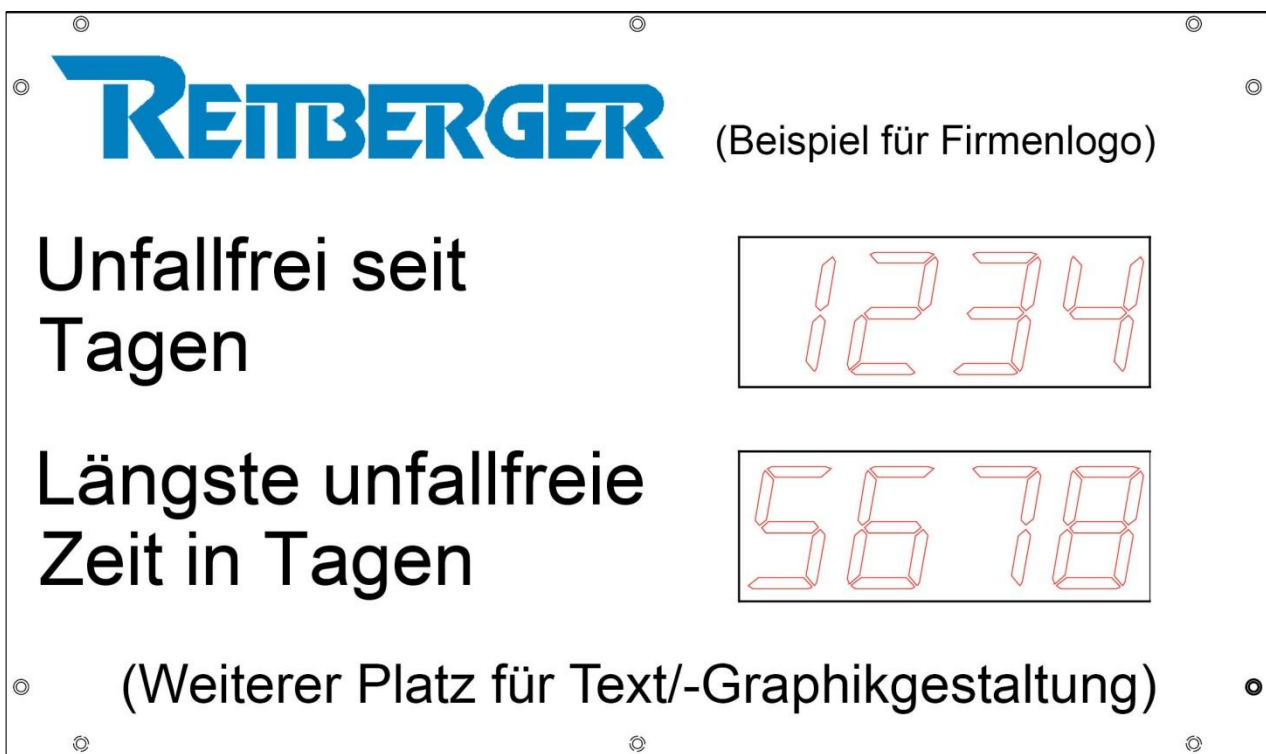 REITBERGER
(Beispiel für Firmenlogo)
Unfallfrei seit
Tagen
1234
Längste unfallfreie
Zeit in Tagen
5678
(Weiterer Platz für Text/-Graphikgestaltung)